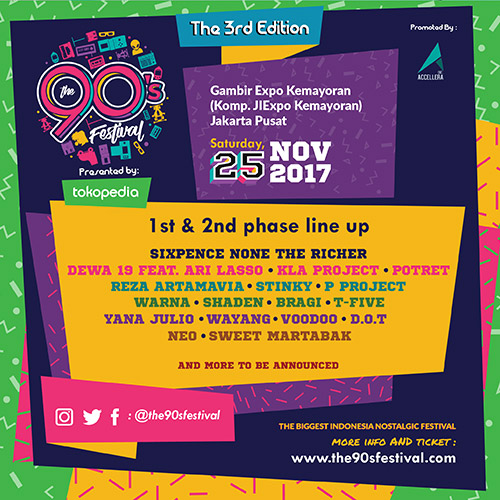 The 3rd Edition
Promoted By :
ACCELLERA
the
90's
Festival
Presented by:
tokopedia
Gambir Expo Kemayoran
(Komp. JIExpo Kemayoran)
Jakarta Pusat
Saturday,
25 NOV
2017
1st & 2nd phase line up
SIXPENCE NONE THE RICHER
DEWA 19 FEAT. ARI LASSO • KLA PROJECT • POTRET
REZA ARTAMAVIA • STINKY • P PROJECT
WARNA • SHADEN • BRAGI • T-FIVE
YANA JULIO • WAYANG • VOODOO • D.O.T
NEO • SWEET MARTABAK
AND MORE TO BE ANNOUNCED
: @the90sfestival
THE BIGGEST INDONESIA NOSTALGIC FESTIVAL
MORE INFO AND TICKET :
www.the90sfestival.com